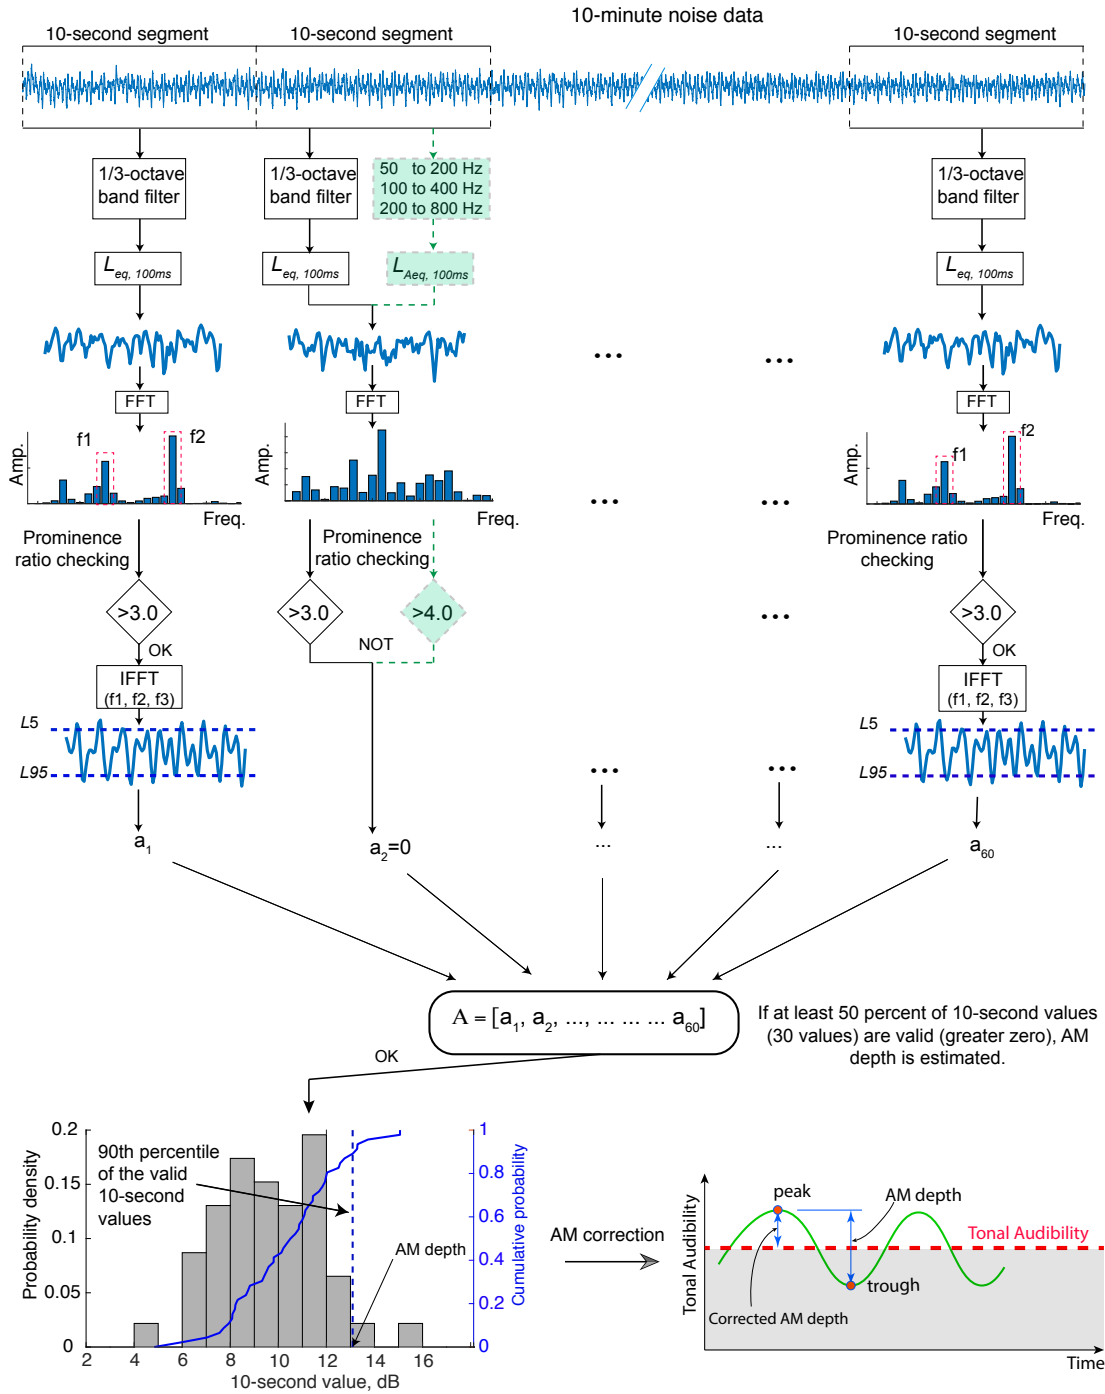 10-minute noise data
10-second segment
10-second segment
10-second segment
1/3-octave
band filter
1/3-octave
band filter
50 to 200 Hz
100 to 400 Hz
200 to 800 Hz
1/3-octave
band filter
Leq, 100ms
Leq, 100ms
LAeq, 100ms
Leq, 100ms
...
...
FFT
FFT
FFT
Amp.
f1
f2
Freq.
Amp.
Freq.
...
...
Amp.
f1
f2
Freq.
Prominence
ratio checking
Prominence
ratio checking
Prominence ratio
checking
>3.0
>3.0
>4.0
...
>3.0
OK
NOT
OK
IFFT
(f1, f2, f3)
IFFT
(f1, f2, f3)
L5
L95
L5
L95
...
...
a1
a2=0
...
...
a60
A = [a1, a2, ..., ... ... ... a60]
If at least 50 percent of 10-second values
(30 values) are valid (greater zero), AM
depth is estimated.
OK
Probability density
0.2
0.15
0.1
0.05
0
2
4
6
8
10
12
14
16
10-second value, dB
90th percentile
of the valid
10-second
values
AM depth
1
0.8
0.6
0.4
0.2
0
Cumulative probability
AM correction
Tonal Audibility
peak
AM depth
Tonal Audibility
trough
Corrected AM depth
Time